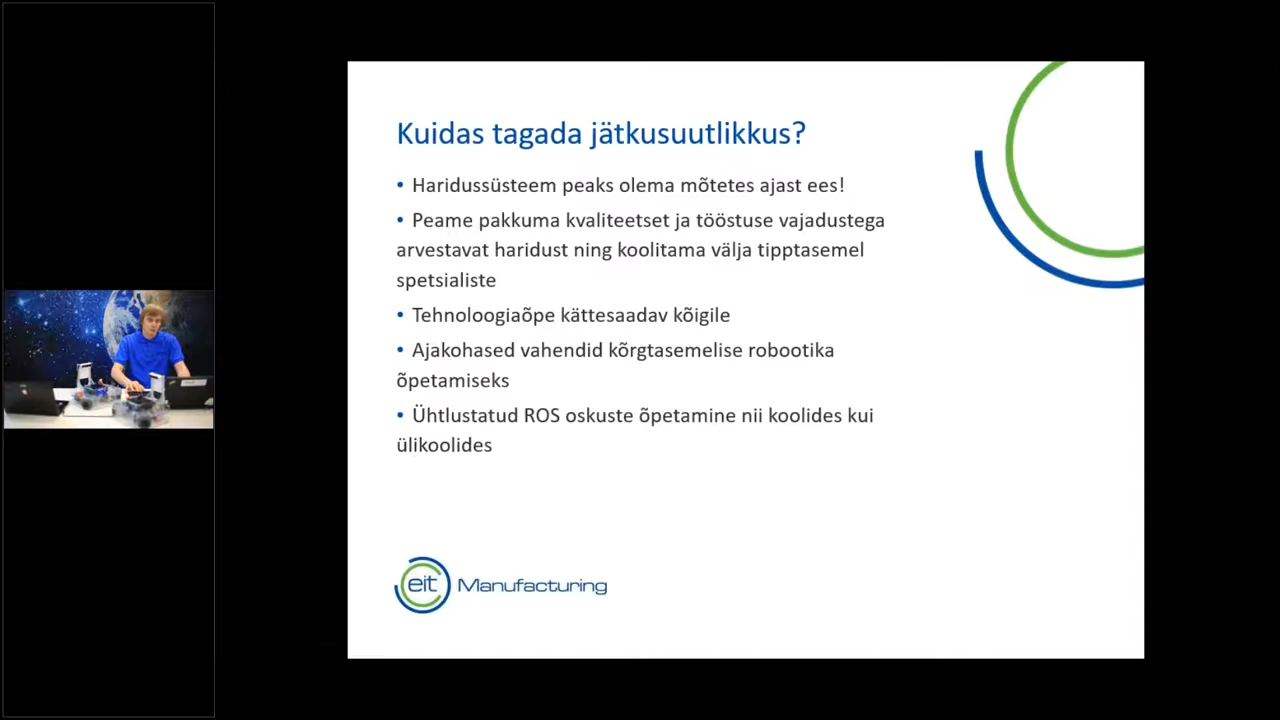 Kuidas tagada jätkusuutlikkus?
• Haridussüsteem peaks olema mõtetes ajast ees!
• Peame pakkuma kvaliteetset ja tööstuse vajadustega
arvestavat haridust ning koolitama välja tipptasemel
spetsialiste
• Tehnoloogiaõpe kättesaadav kõigile
• Ajakohased vahendid kõrgtasemelise robootika
õpetamiseks
• Ühtlustatud ROS oskuste õpetamine nii koolides kui
ülikoolides
eit Manufacturing